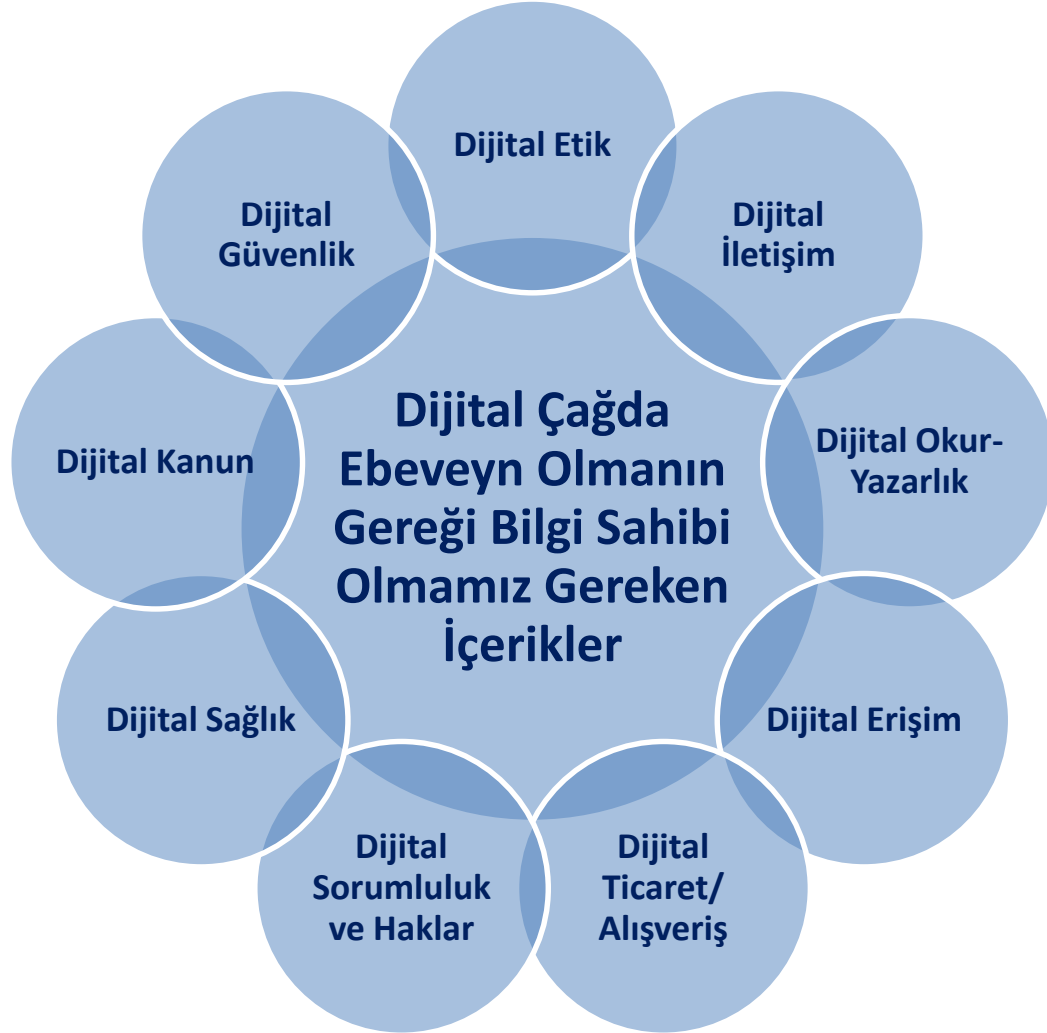 Dijital Etik
Dijital
İletişim
Dijital Okur-
Yazarlık
Dijital Erişim
Dijital
Ticaret/
Alışveriş
Dijital
Sorumluluk
ve Haklar
Dijital Sağlık
Dijital Kanun
Dijital
Güvenlik
Dijital Çağda
Ebeveyn Olmanın
Gereği Bilgi Sahibi
Olmamız Gereken
İçerikler